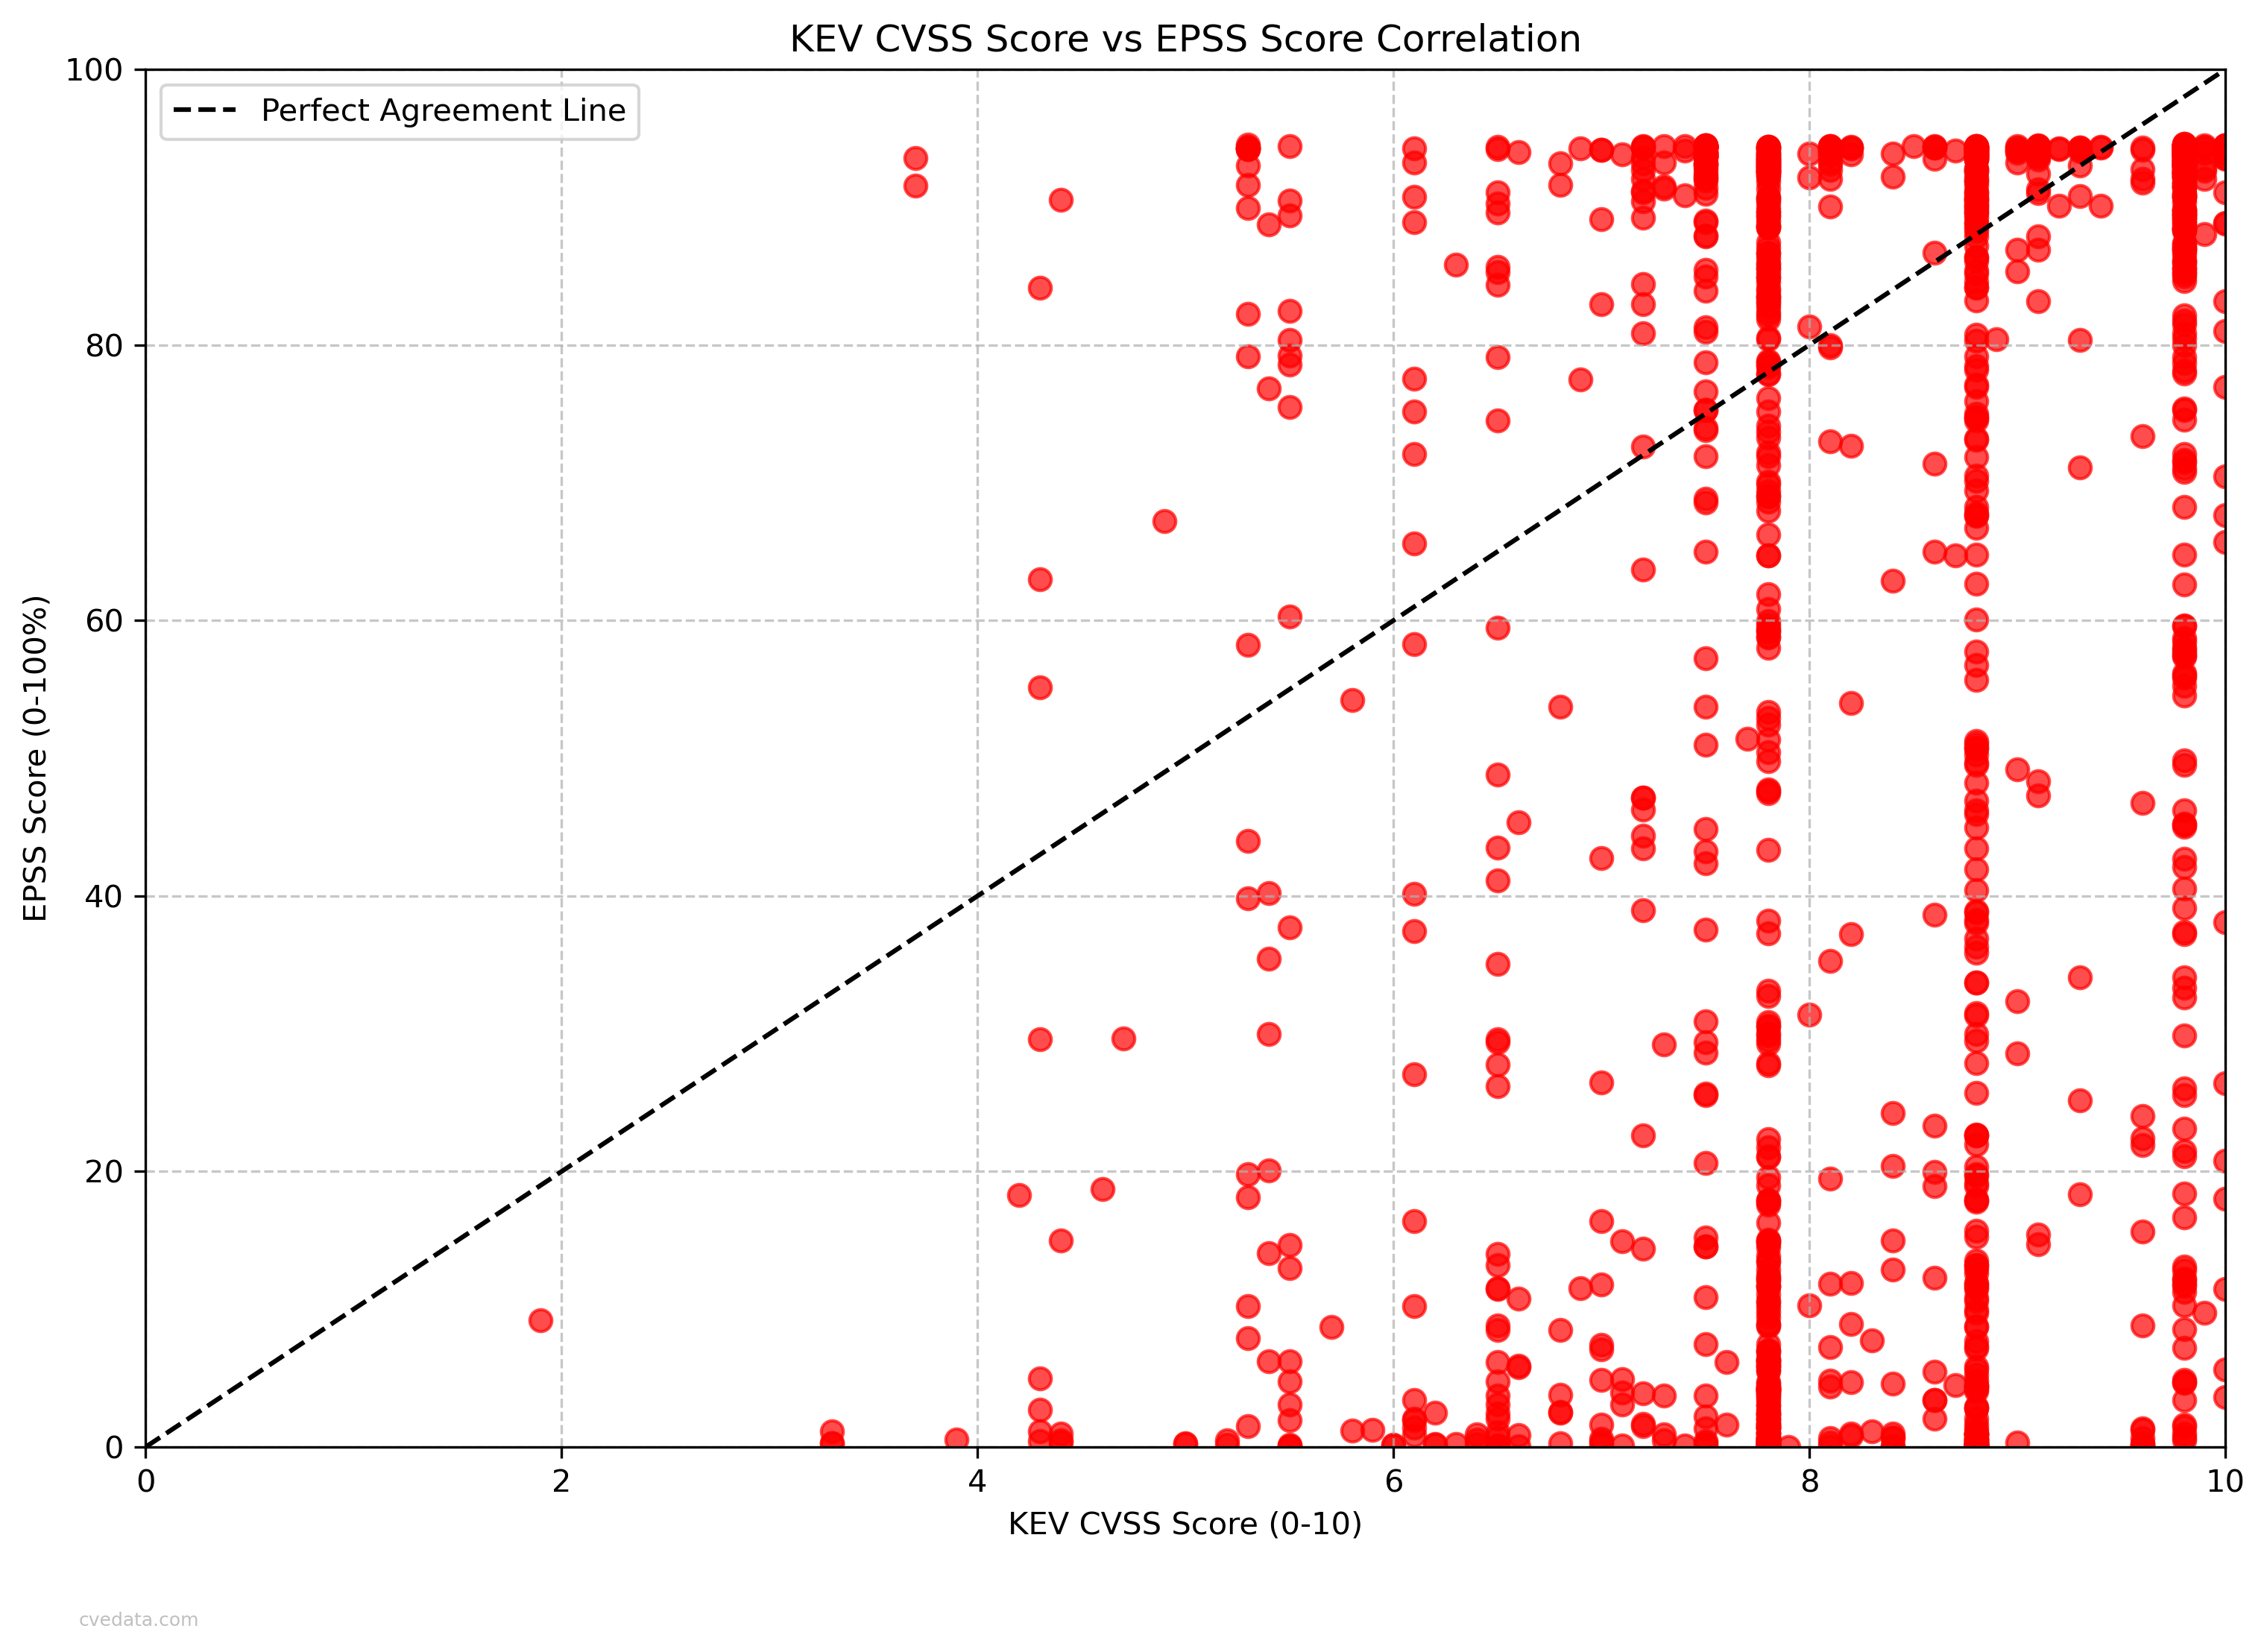 KEV CVSS Score vs EPSS Score Correlation
Perfect Agreement Line
EPSS Score (0-100%)
100
80
60
40
20
0
0 2 4 6 8 10
KEV CVSS Score (0-10)
cvedata.com